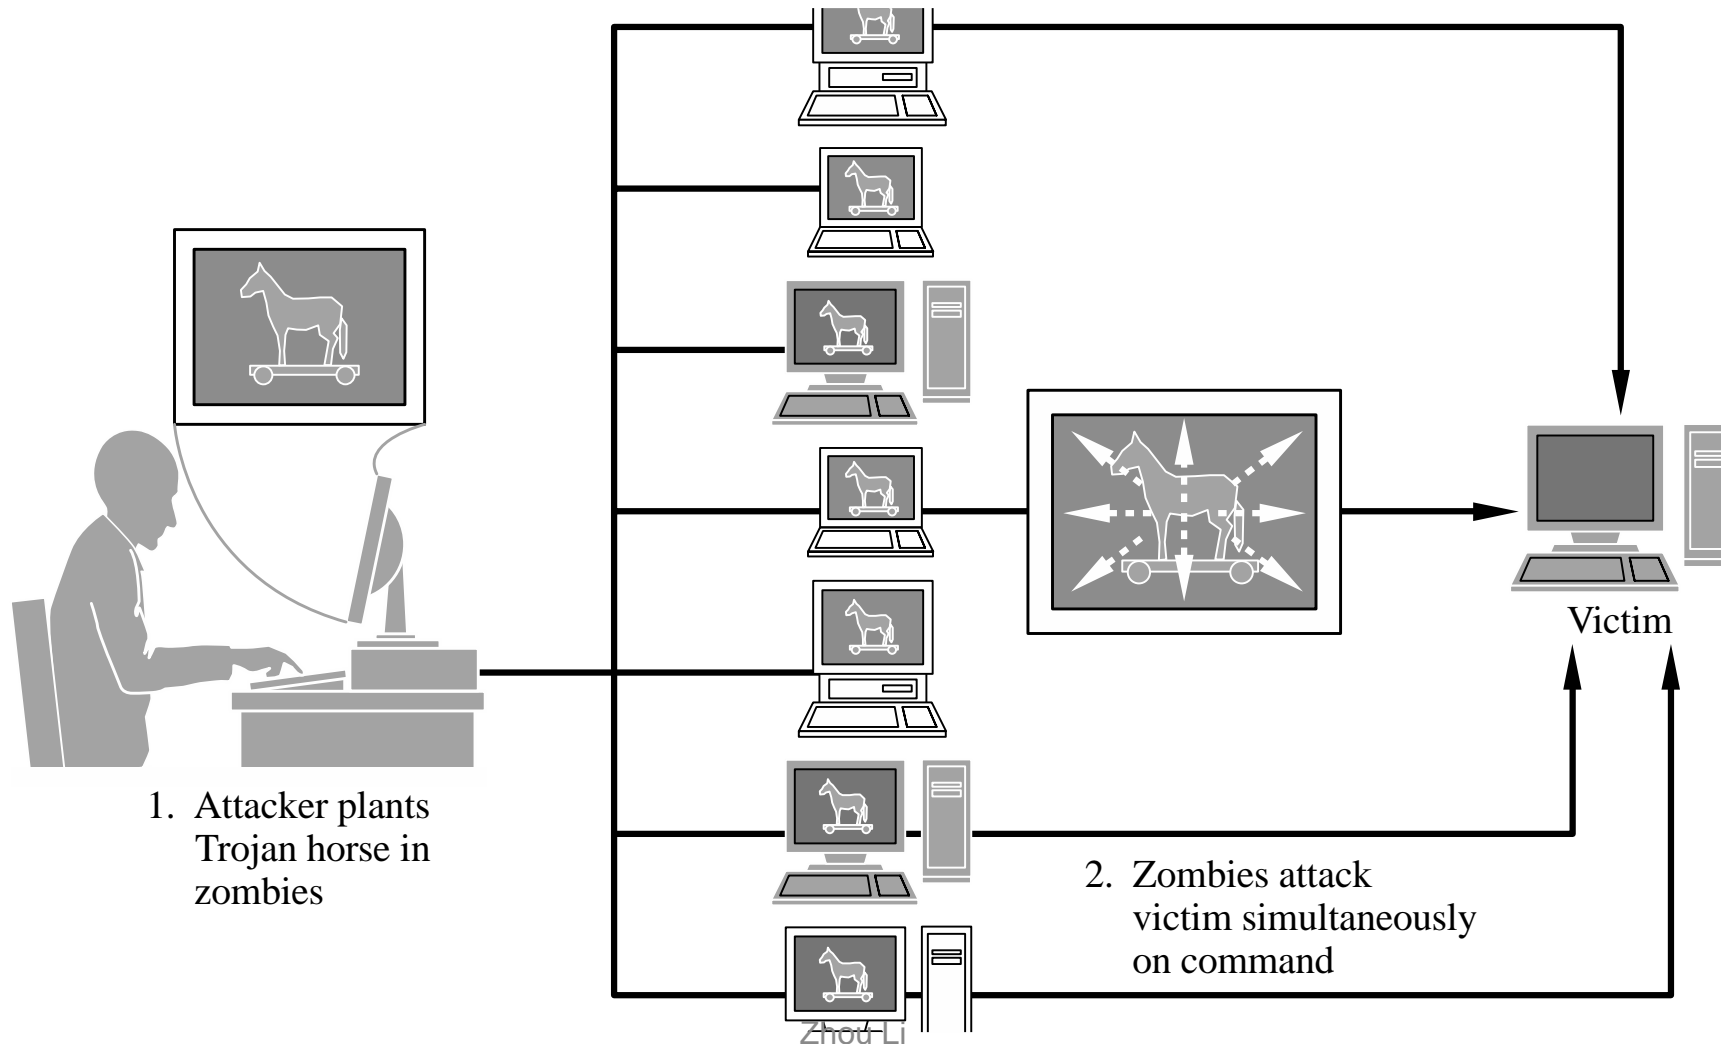 Victim
1. Attacker plants
Trojan horse in
zombies
2. Zombies attack
victim simultaneously
on command
Zhou Li